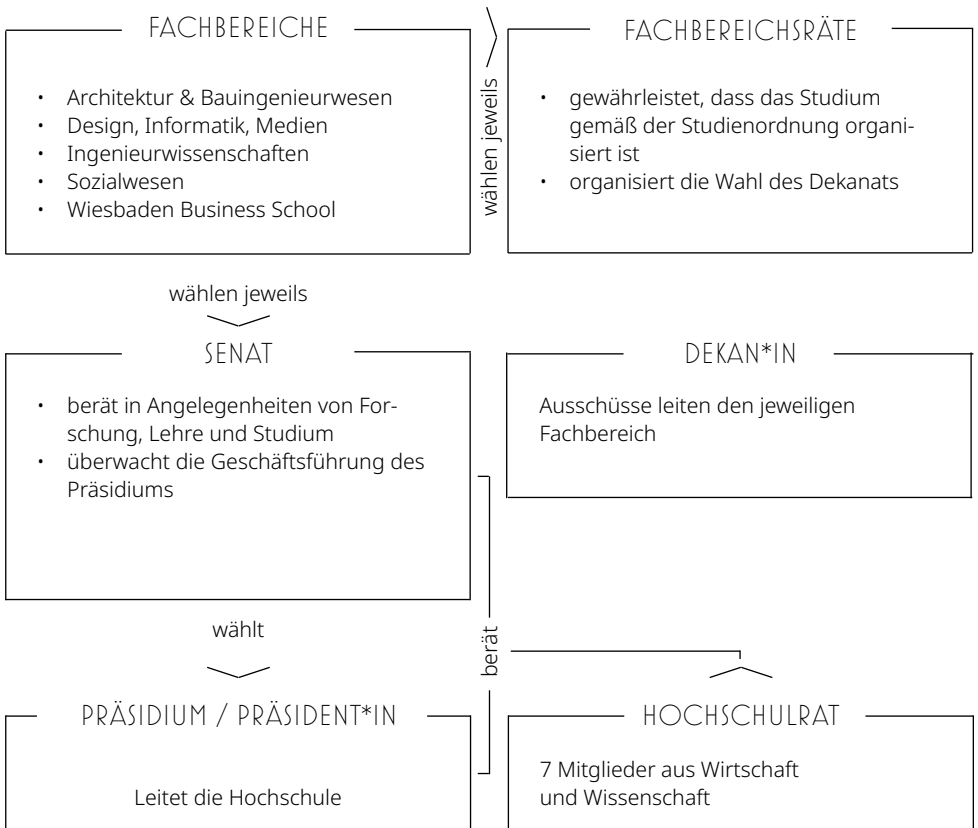 FACHBEREICHE
• Architektur & Bauingenieurwesen
• Design, Informatik, Medien
• Ingenieurwissenschaften
• Sozialwesen
• Wiesbaden Business School
wählen jeweils
FACHBEREICHSRÄTE
• gewährleistet, dass das Studium
gemäß der Studienordnung organi-
siert ist
• organisiert die Wahl des Dekanats
wählen jeweils
SENAT
• berät in Angelegenheiten von For-
schung, Lehre und Studium
• überwacht die Geschäftsführung des
Präsidiums
DEKAN*IN
Ausschüsse leiten den jeweiligen
Fachbereich
wählt
berät
PRÄSIDIUM / PRÄSIDENT*IN
Leitet die Hochschule
HOCHSCHULRAT
7 Mitglieder aus Wirtschaft
und Wissenschaft